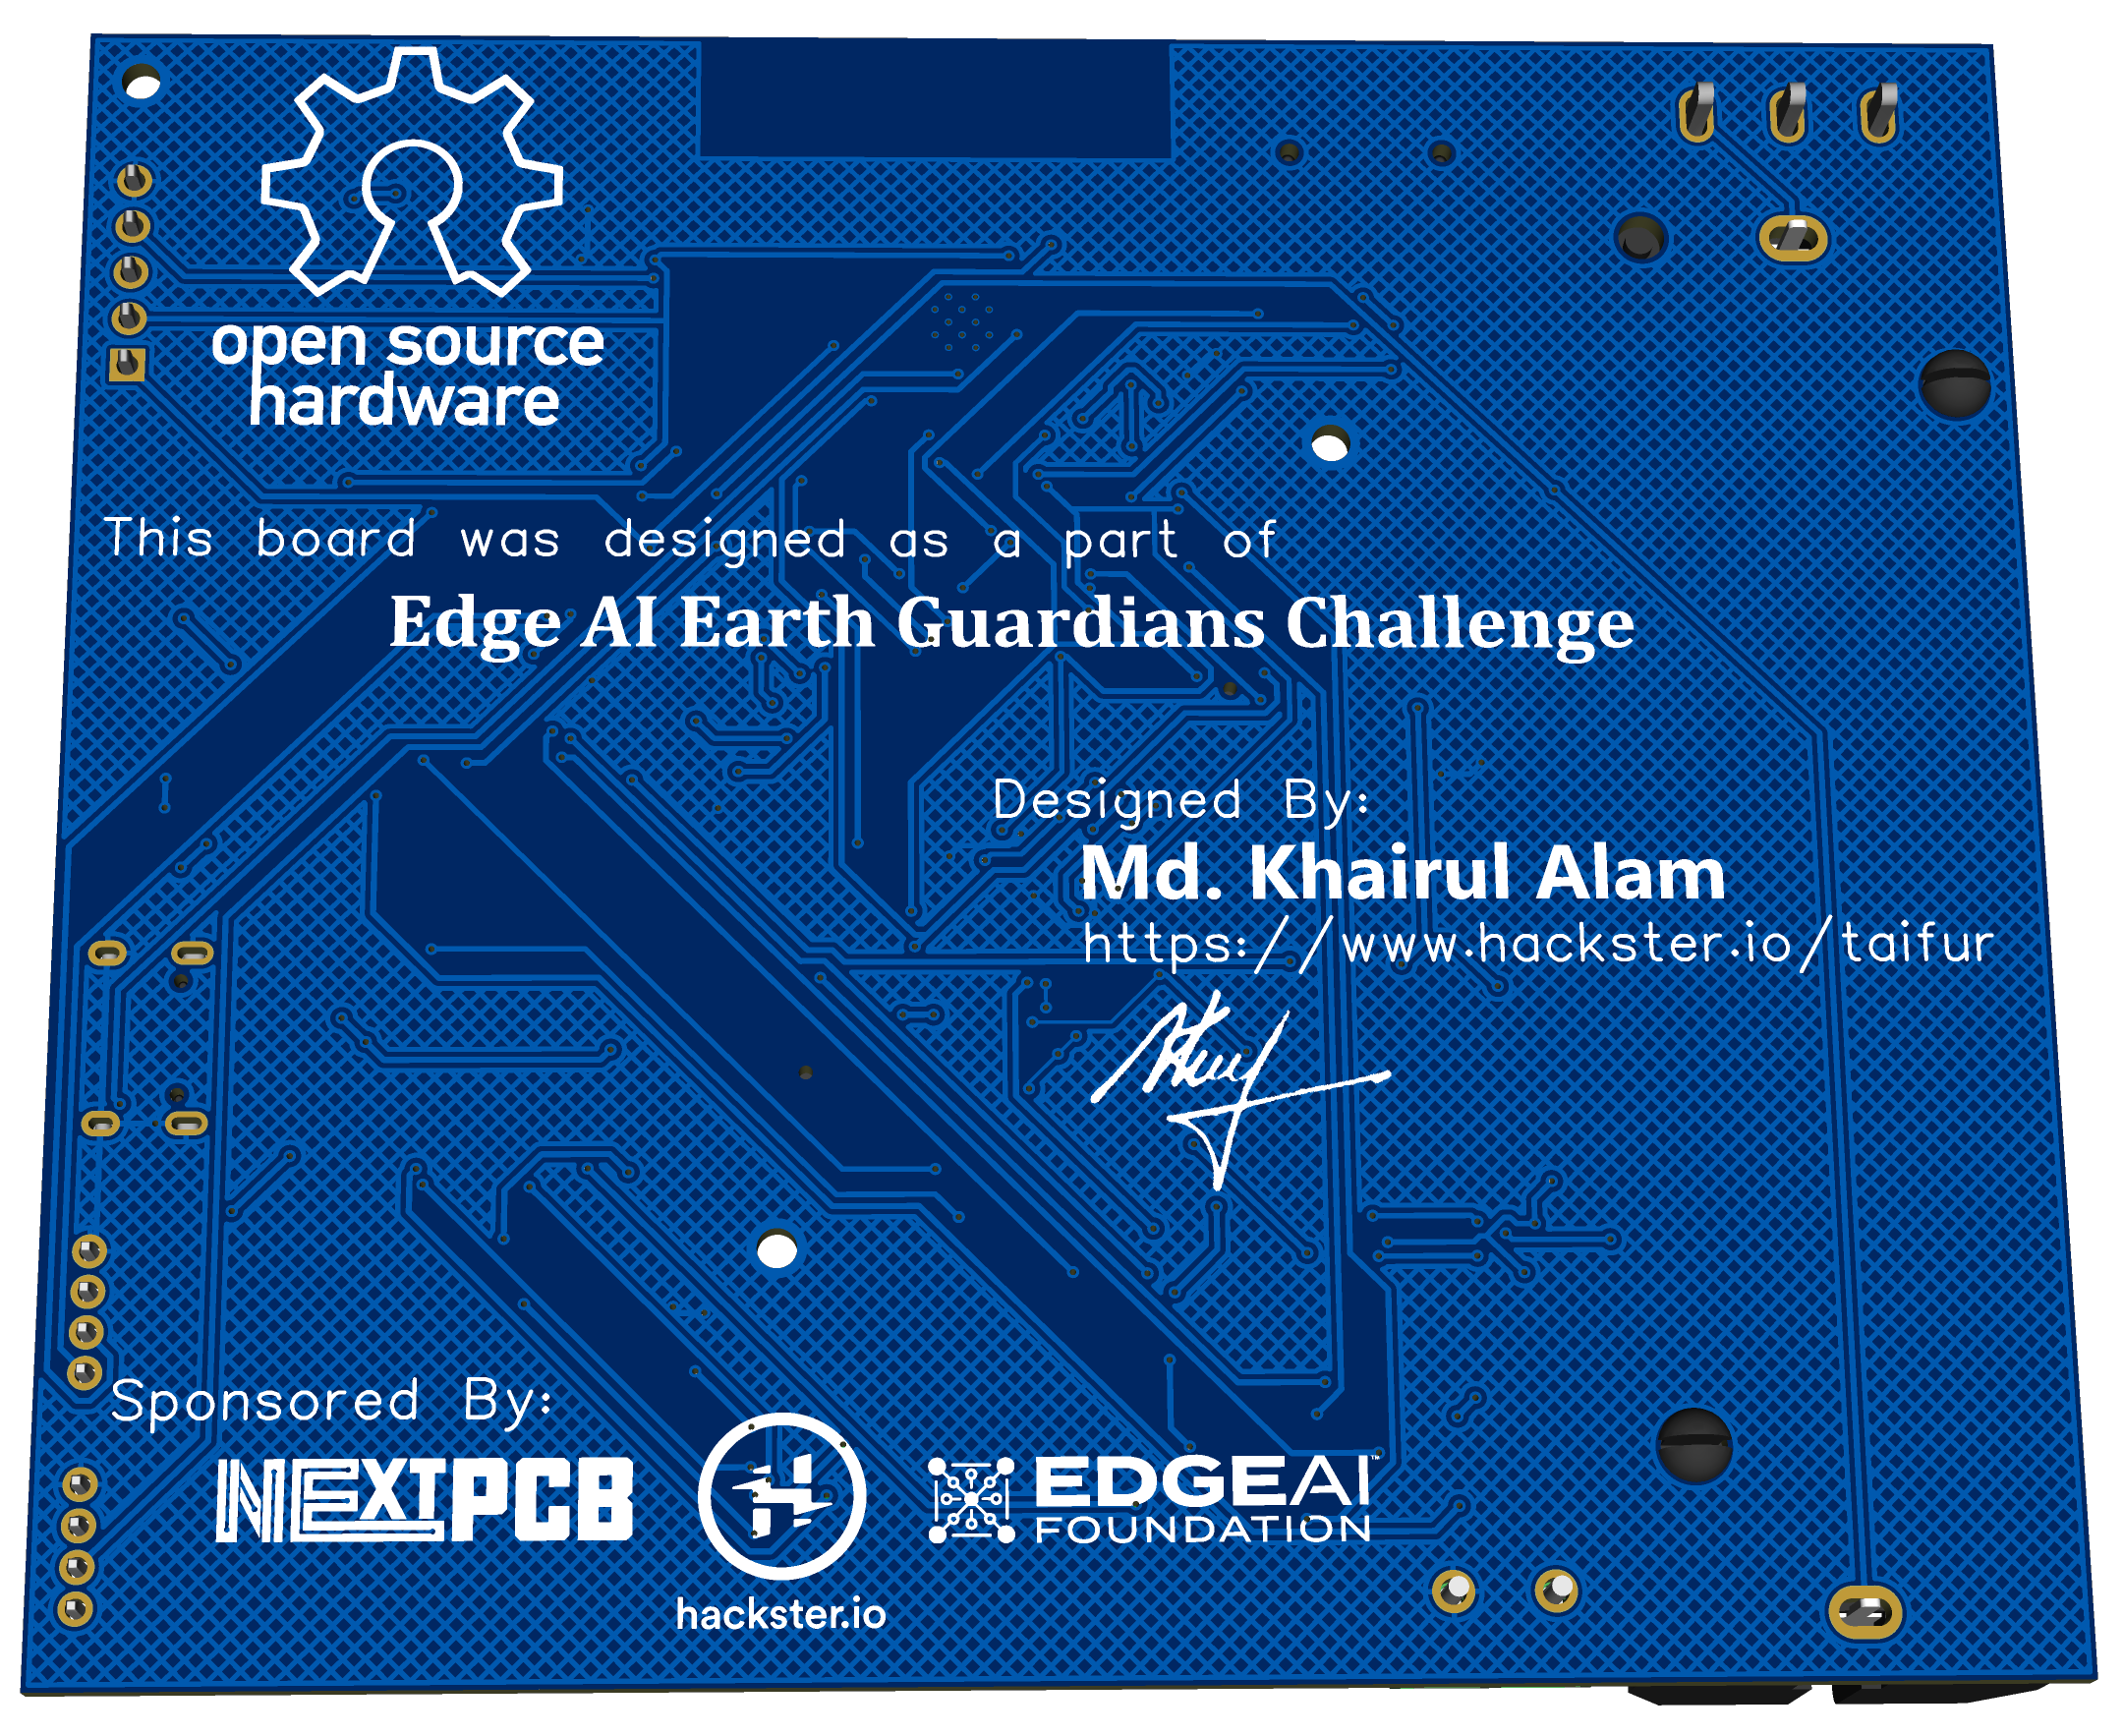 open source
hardware
This board was designed as a part of
Edge AI Earth Guardians Challenge
Designed By:
Md. Khairul Alam
https://www.hackster.io/taifur
Sponsored By:
NEXTPCB
hackster.io
EDGEAI™
FOUNDATION